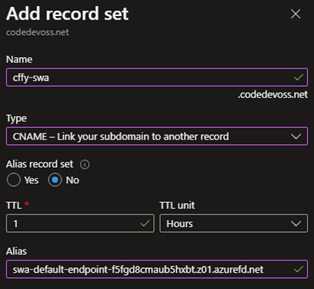 Add record set
codedevoss.net
Name
cffy-swa
.codedevoss.net
Type
CNAME – Link your subdomain to another record
Alias record set
Yes No
TTL * TTL unit
1 Hours
Alias
swa-default-endpoint-f5fgd8cmaub5hxbt.z01.azurefd.net